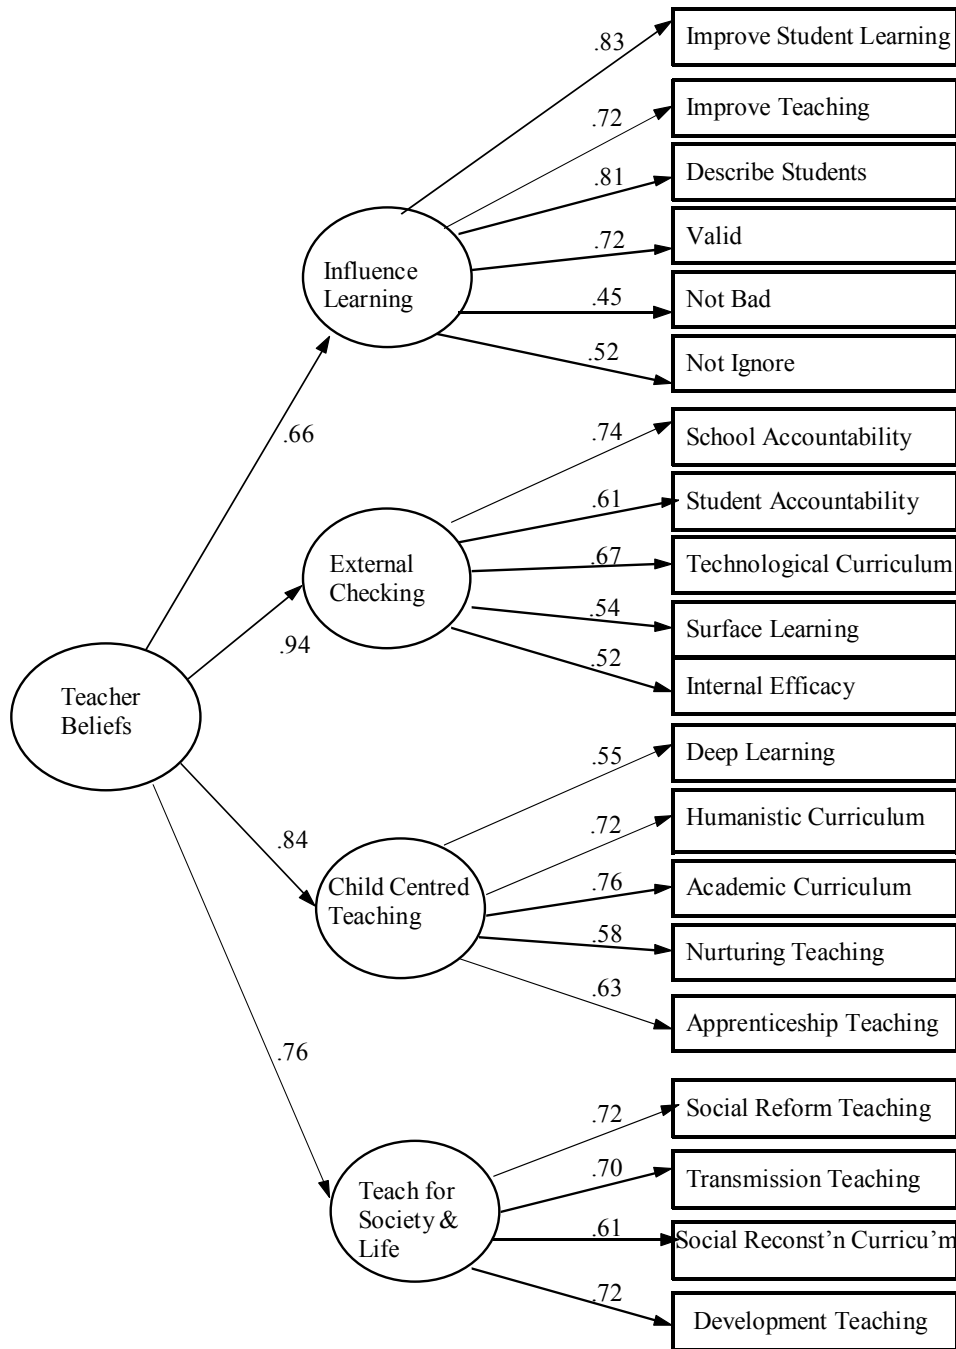 .83
Improve Student Learning
.72
Improve Teaching
.81
Describe Students
.72
Valid
Influence
Learning
.45
Not Bad
.52
Not Ignore
.66
.74
School Accountability
.61
Student Accountability
External
Checking
.67
Technological Curriculum
.54
Surface Learning
.94
.52
Internal Efficacy
Teacher
Beliefs
.55
Deep Learning
.84
.72
Humanistic Curriculum
Child Centred
Teaching
.76
Academic Curriculum
.58
Nurturing Teaching
.63
Apprenticeship Teaching
.76
.72
Social Reform Teaching
.70
Transmission Teaching
Teach for
Society &
Life
.61
Social Reconst'n Curricu'm
.72
Development Teaching